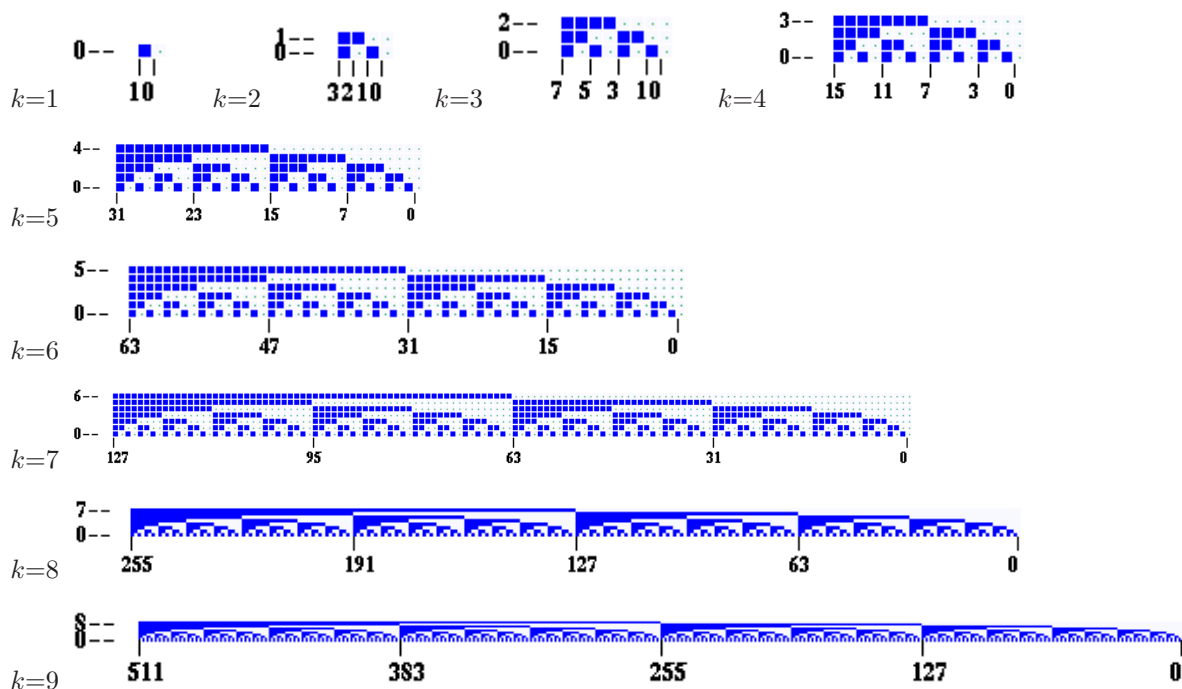 1-- 2-- 3--
0-- 0-- 0-- 0--
k=1 10 k=2 3210 k=3 7 5 3 10 k=4 15 11 7 3 0
4--
0--
k=5 31 23 15 7 0
5--
0--
k=6 63 47 31 15 0
6--
0--
k=7 127 95 63 31 0
7--
0--
k=8 255 191 127 63 0
8--
0--
k=9 511 383 255 127 0